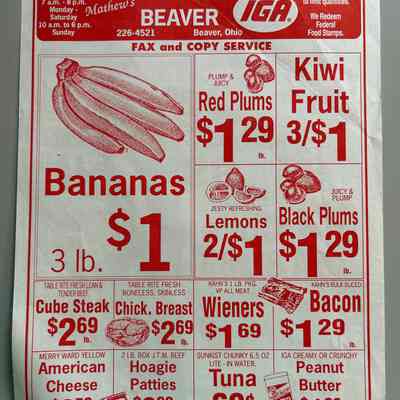 7 a.m. - 8 p.m.
Monday -
Saturday
10 a.m. to 6 p.m.
Sunday
Mathew's
BEAVER
226-4521 Beaver, Ohio
IGA
to limit quantities.
We Redeem
Federal
Food Stamps.
FAX and COPY SERVICE
Bananas
3 lb. $1
PLUMP &
JUICY
Red Plums
$1 29
lb.
Kiwi
Fruit
3/$1
ZESTY REFRESHING
Lemons
2/$1
JUICY &
PLUMP
Black Plums
$1 29
lb.
TABLE RITE FRESH LEAN &
TENDER BEEF
Cube Steak
$2 69
lb.
TABLE RITE FRESH
BONELESS, SKINLESS
Chick. Breast
$2 69
lb.
KAHN'S 1 LB. PKG.
ALL MEAT
Wieners
$1 69
KAHN'S BULK SLICED
Bacon
$1 29
lb.
MERRY WARD YELLOW
American
Cheese
2 LB. BOX J.T.M. BEEF
Hoagie
Patties
SUNKIST CHUNKY 6.5 OZ
LITE - IN WATER.
Tuna
IGA CREAMY OR CRUNCHY
Peanut
Butter